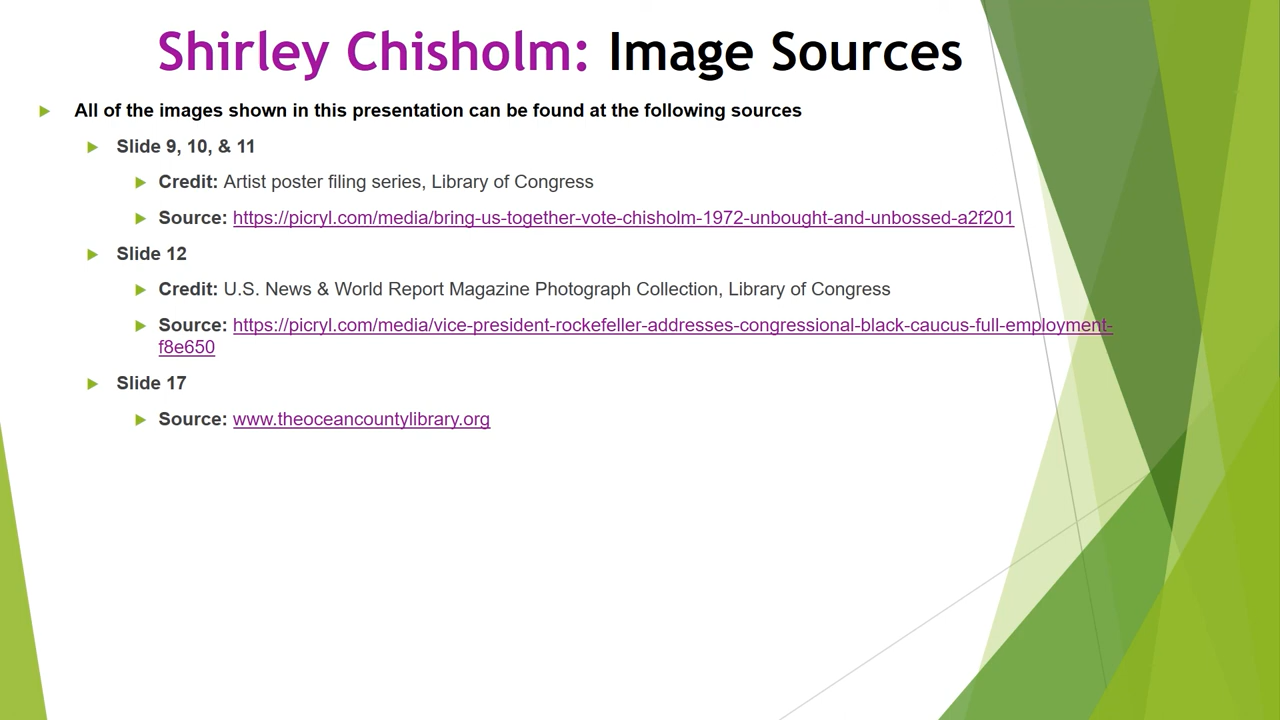 Shirley Chisholm: Image Sources
All of the images shown in this presentation can be found at the following sources
Slide 9, 10, & 11
Credit: Artist poster filing series, Library of Congress
Source: https://picryl.com/media/bring-us-together-vote-chisholm-1972-unbought-and-unbossed-a2f201
Slide 12
Credit: U.S. News & World Report Magazine Photograph Collection, Library of Congress
Source: https://picryl.com/media/vice-president-rockefeller-addresses-congressional-black-caucus-full-employment-
f8e650
Slide 17
Source: www.theoceancountylibrary.org